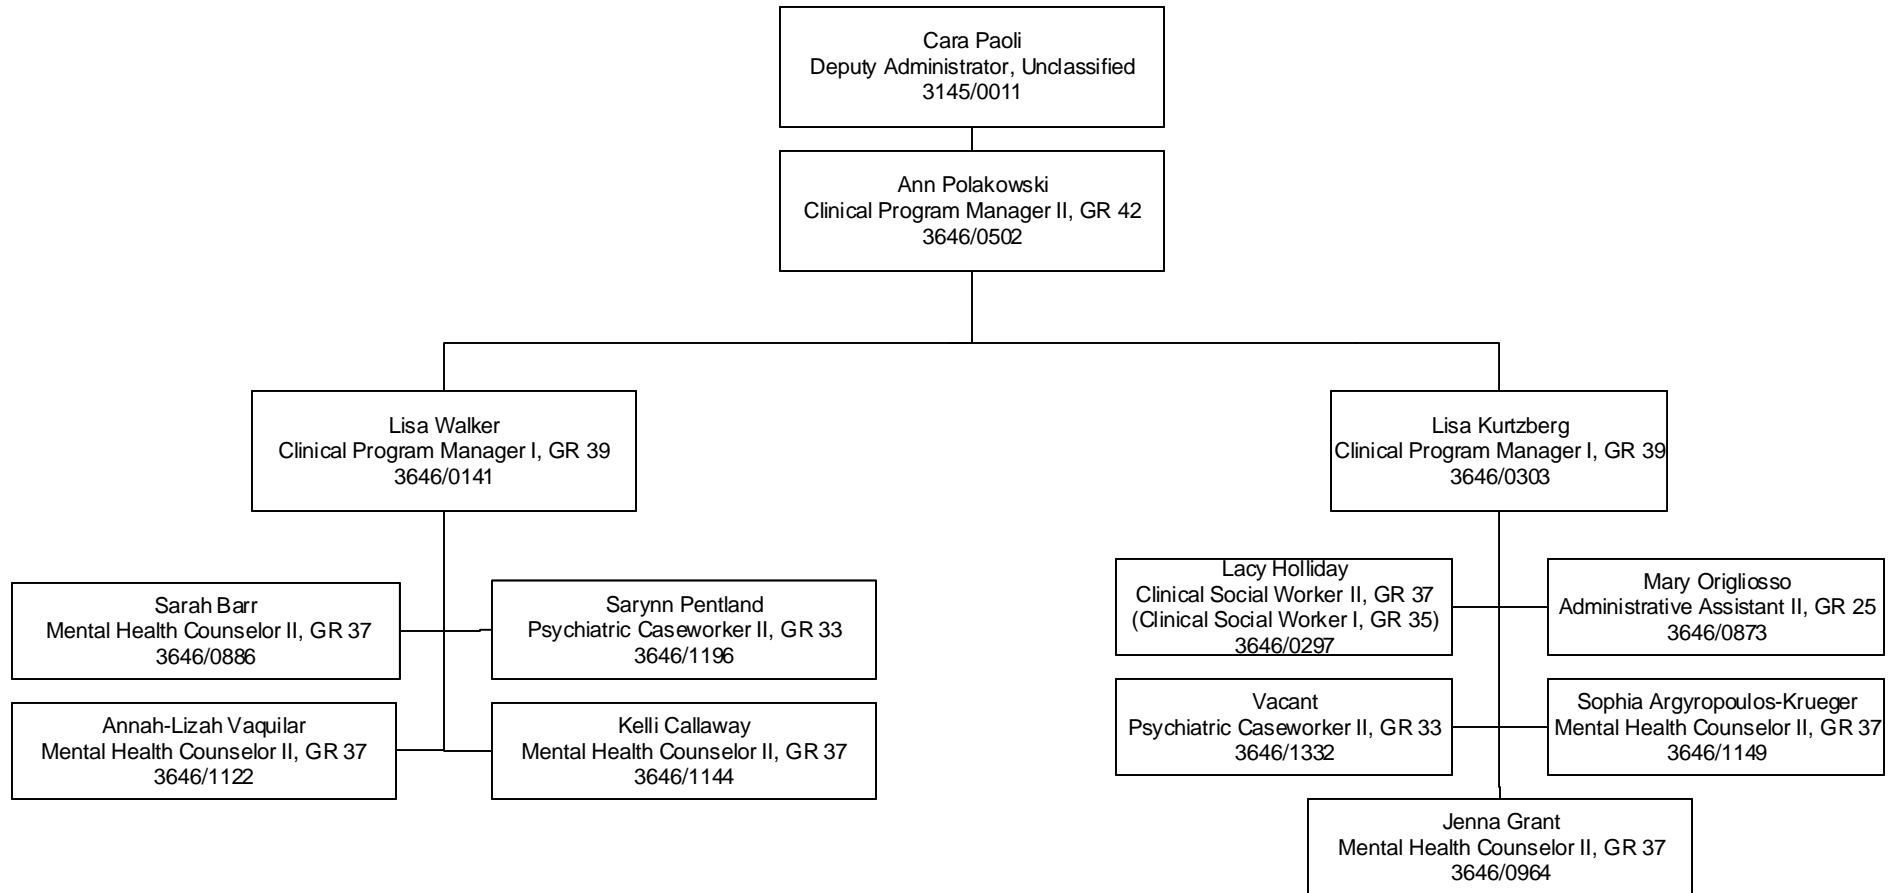 Cara Paoli
Deputy Administrator, Unclassified
3145/0011
Ann Polakowski
Clinical Program Manager II, GR 42
3646/0502
Lisa Walker
Clinical Program Manager I, GR 39
3646/0141
Lisa Kurtzberg
Clinical Program Manager I, GR 39
3646/0303
Sarah Barr
Mental Health Counselor II, GR 37
3646/0886
Sarynn Pentland
Psychiatric Caseworker II, GR 33
3646/1196
Annah-Lizah Vaquilar
Mental Health Counselor II, GR 37
3646/1122
Kelli Callaway
Mental Health Counselor II, GR 37
3646/1144
Lacy Holliday
Clinical Social Worker II, GR 37
(Clinical Social Worker I, GR 35)
3646/0297
Mary Origliosso
Administrative Assistant II, GR 25
3646/0873
Vacant
Psychiatric Caseworker II, GR 33
3646/1332
Sophia Argyropoulos-Krueger
Mental Health Counselor II, GR 37
3646/1149
Jenna Grant
Mental Health Counselor II, GR 37
3646/0964